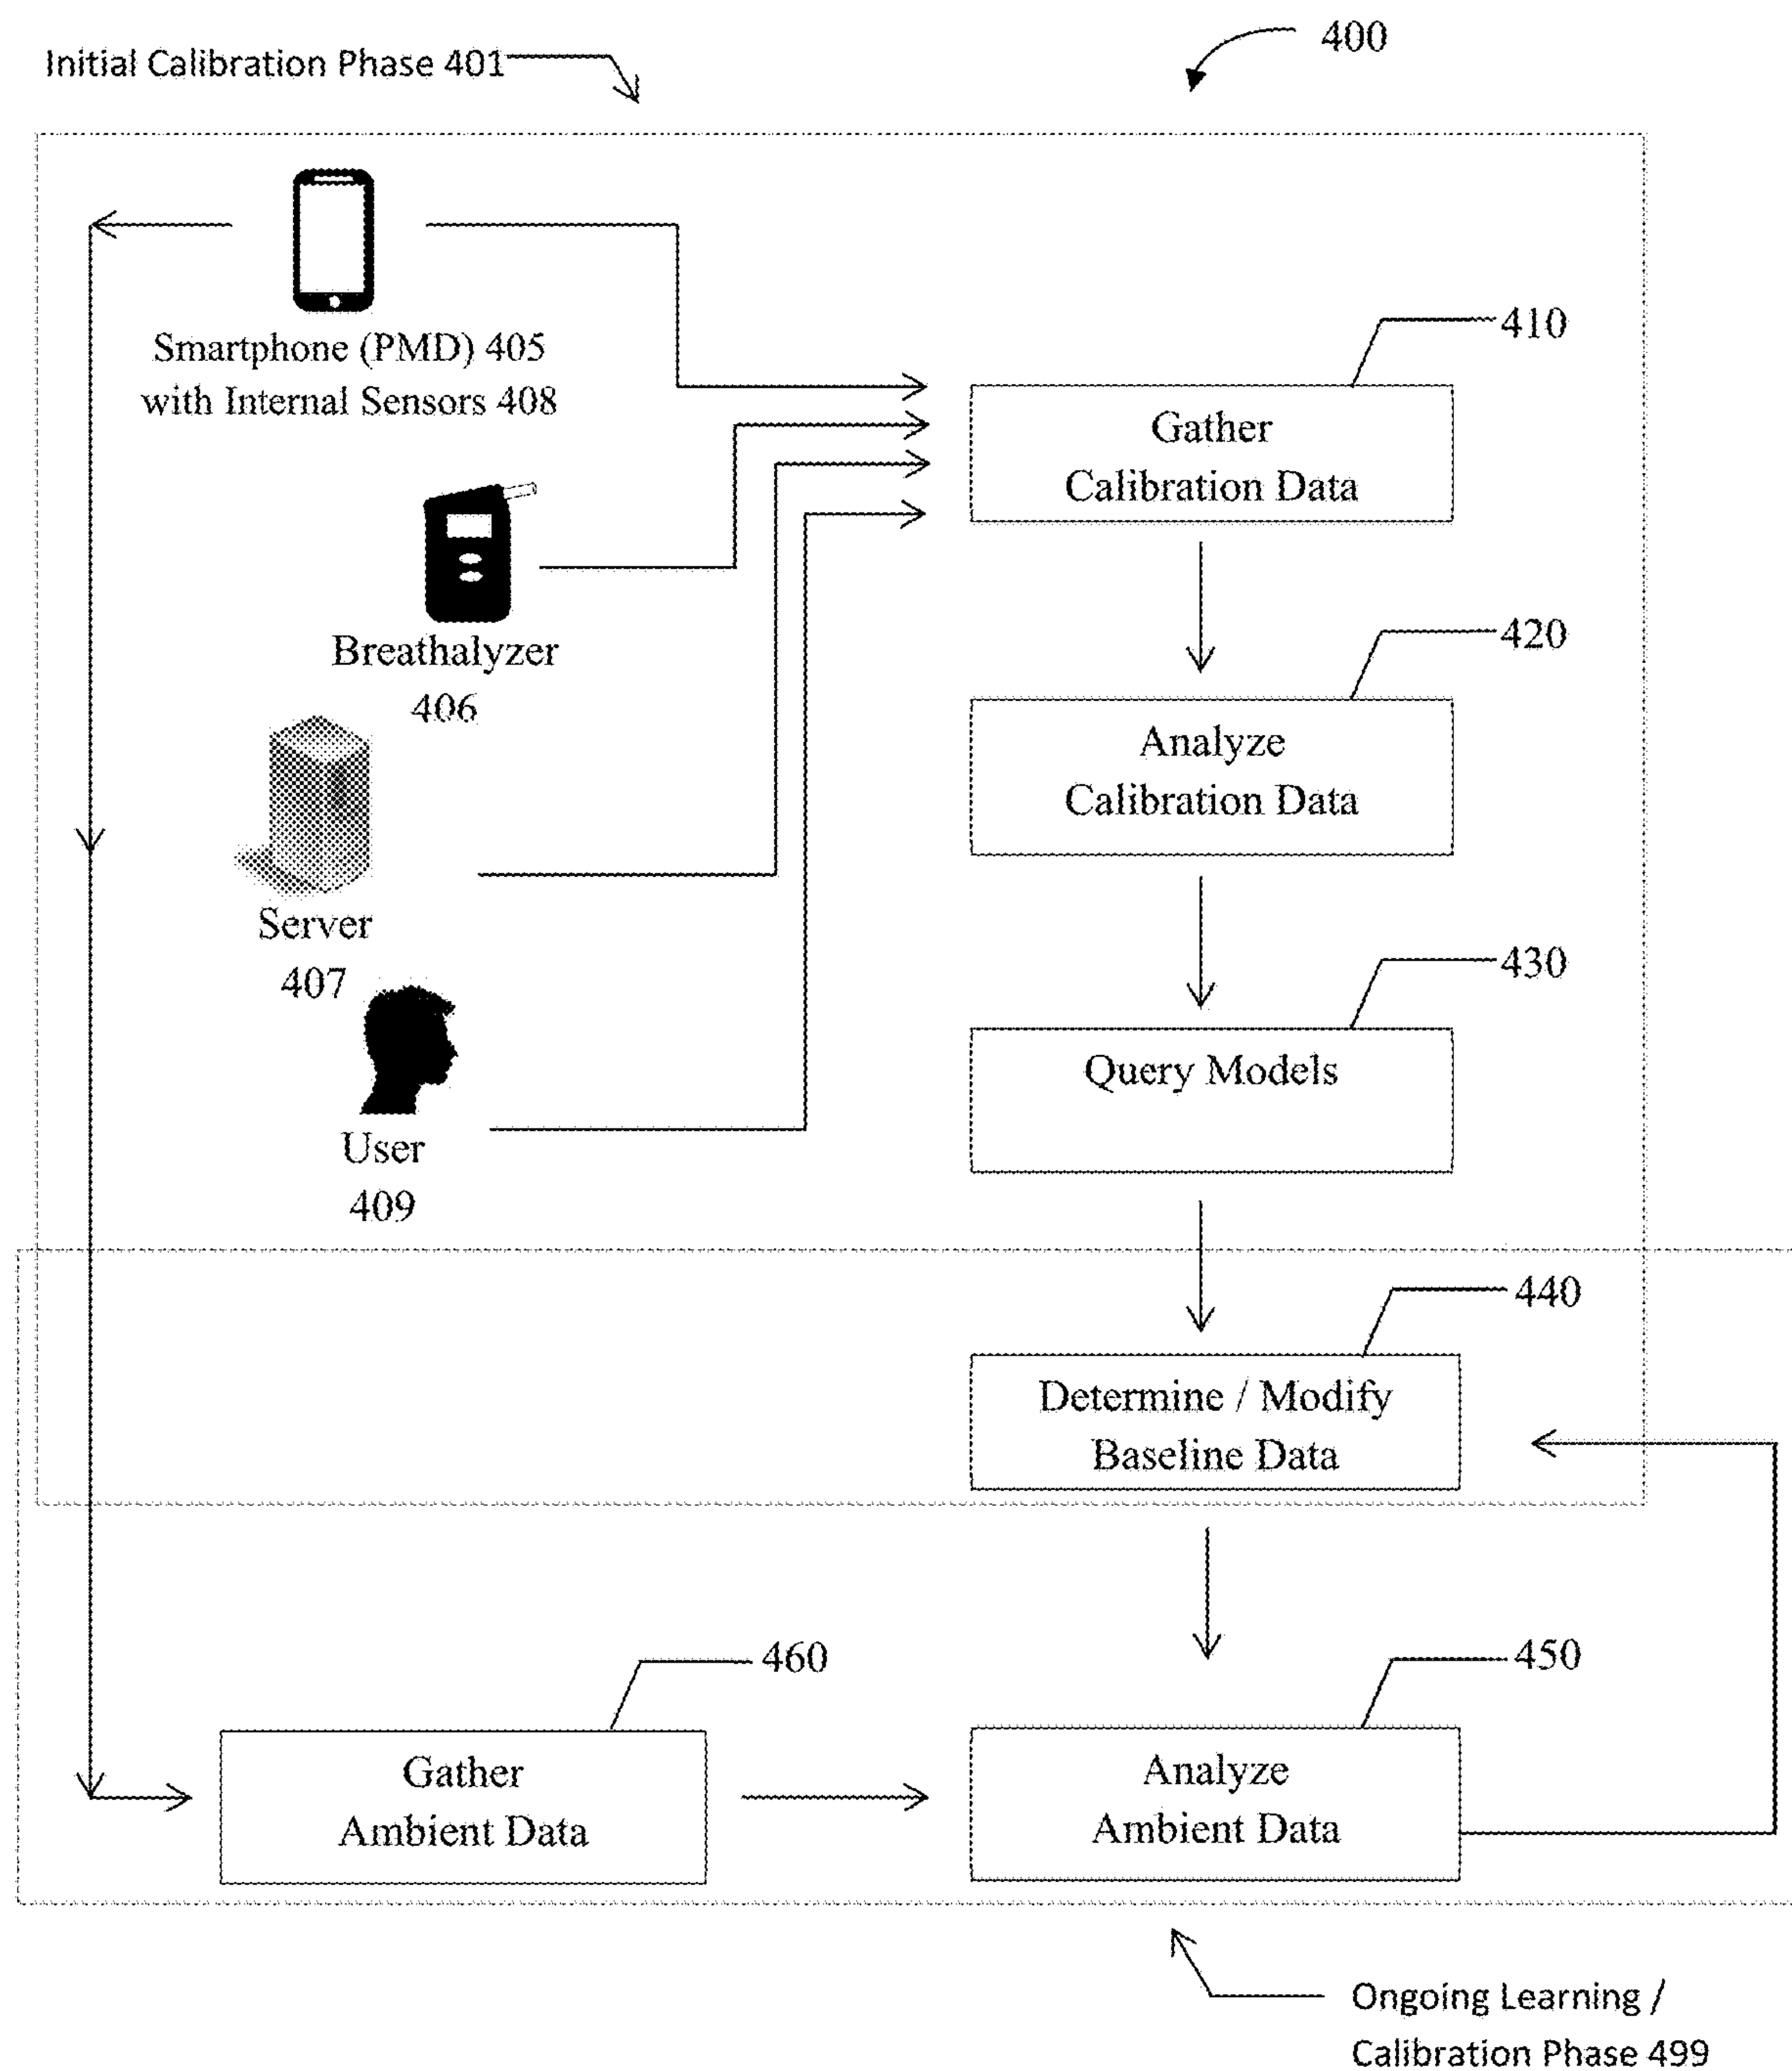 Initial Calibration Phase 401
400
Smartphone (PMD) 405
with Internal Sensors 408
410
Gather
Calibration Data
Breathalyzer
406
420
Analyze
Calibration Data
Server
407
430
Query Models
User
409
440
Determine / Modify
Baseline Data
460
450
Gather
Ambient Data
Analyze
Ambient Data
Ongoing Learning /
Calibration Phase 499